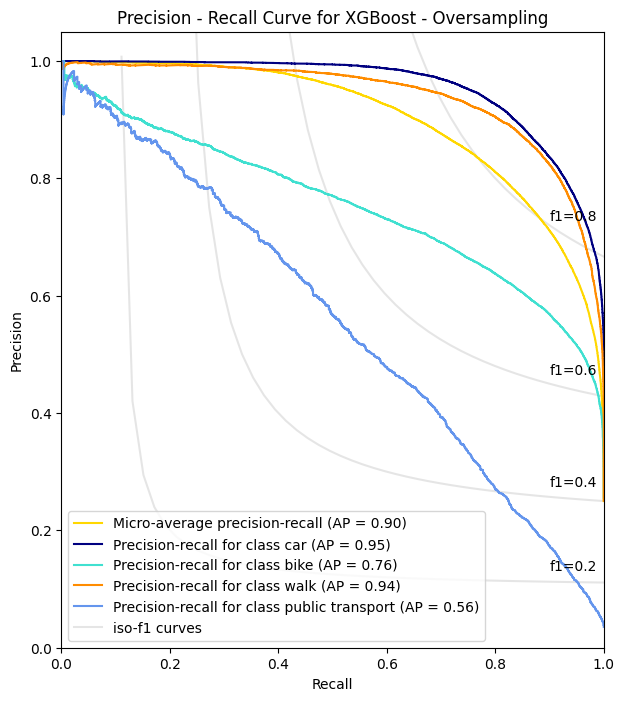 Precision - Recall Curve for XGBoost - Oversampling
1.0
0.8
0.6
0.4
0.2
0.0
Precision
f1=0.8
f1=0.6
f1=0.4
f1=0.2
Micro-average precision-recall (AP = 0.90)
Precision-recall for class car (AP = 0.95)
Precision-recall for class bike (AP = 0.76)
Precision-recall for class walk (AP = 0.94)
Precision-recall for class public transport (AP = 0.56)
iso-f1 curves
0.0 0.2 0.4 0.6 0.8 1.0
Recall